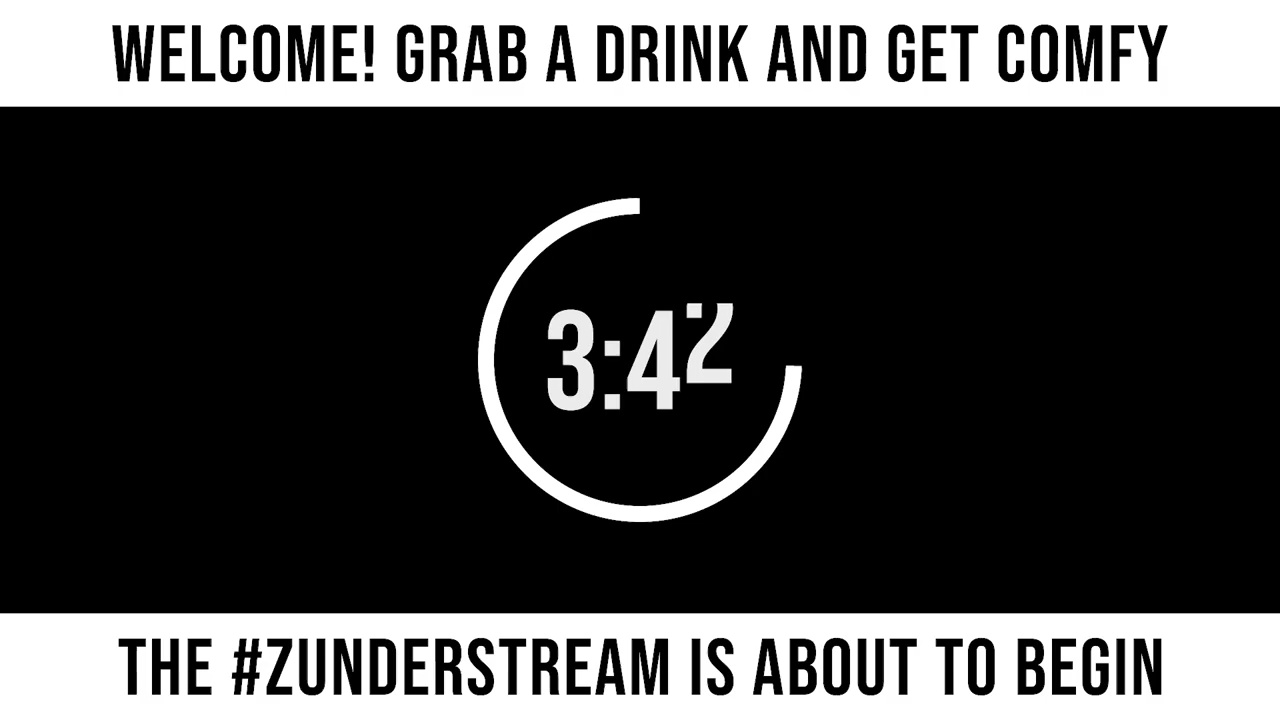 WELCOME! GRAB A DRINK AND GET COMFY
3:42
THE #ZUNDERSTREAM IS ABOUT TO BEGIN